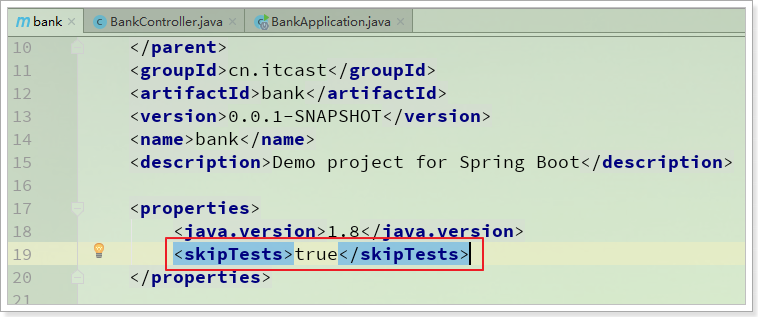 m bank × BankController.java × BankApplication.java ×
10 </parent>
11 <groupId>cn.itcast</groupId>
12 <artifactId>bank</artifactId>
13 <version>0.0.1-SNAPSHOT</version>
14 <name>bank</name>
15 <description>Demo project for Spring Boot</description>
16
17 <properties>
18 <java.version>1.8</java.version>
19 <skipTests>true</skipTests>
20 </properties>
21